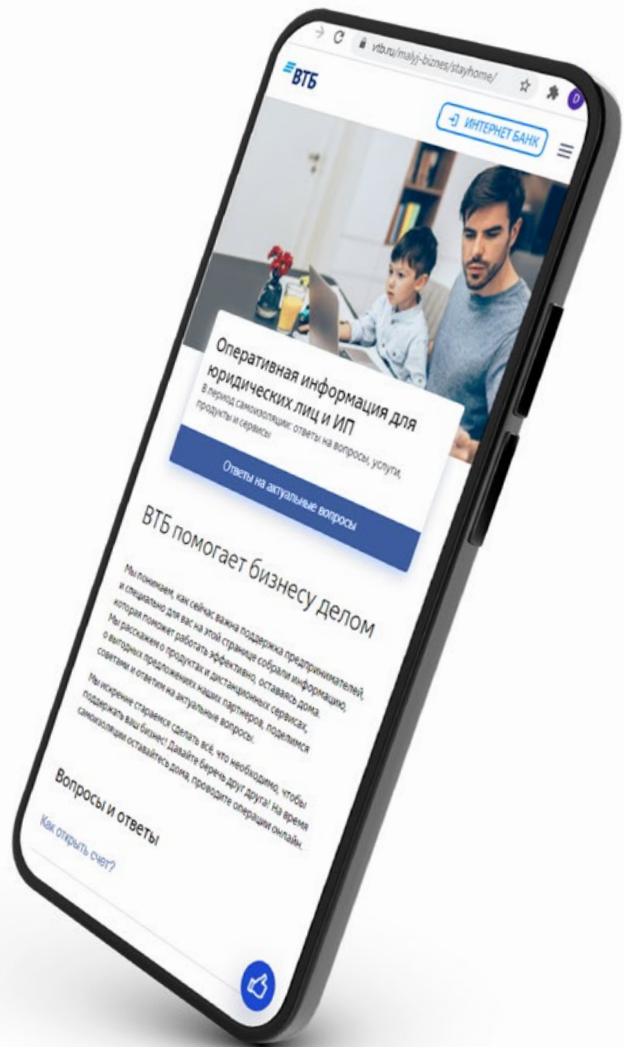 vtb.ru/malyj-biznes/stayhome/
D
ВТБ
ИНТЕРНЕТ БАНК
Оперативная информация для
юридических лиц и ИП
В период самоизоляции: ответы на вопросы, услуги,
продукты и сервисы
Ответы на актуальные вопросы
ВТБ помогает бизнесу делом
Мы понимаем, как сейчас важна поддержка предпринимателей,
и специально для вас на этой странице собрали информацию,
которая поможет работать эффективно, оставаясь дома.
Мы расскажем о продуктах и дистанционных сервисах,
о выгодных предложениях наших партнеров, поделимся
советами и ответим на актуальные вопросы.
Мы искренне стараемся сделать всё, что необходимо, чтобы
поддержать ваш бизнес! Давайте беречь друг друга! На время
самоизоляции оставайтесь дома, проводите операции онлайн.
Вопросы и ответы
Как открыть счет?